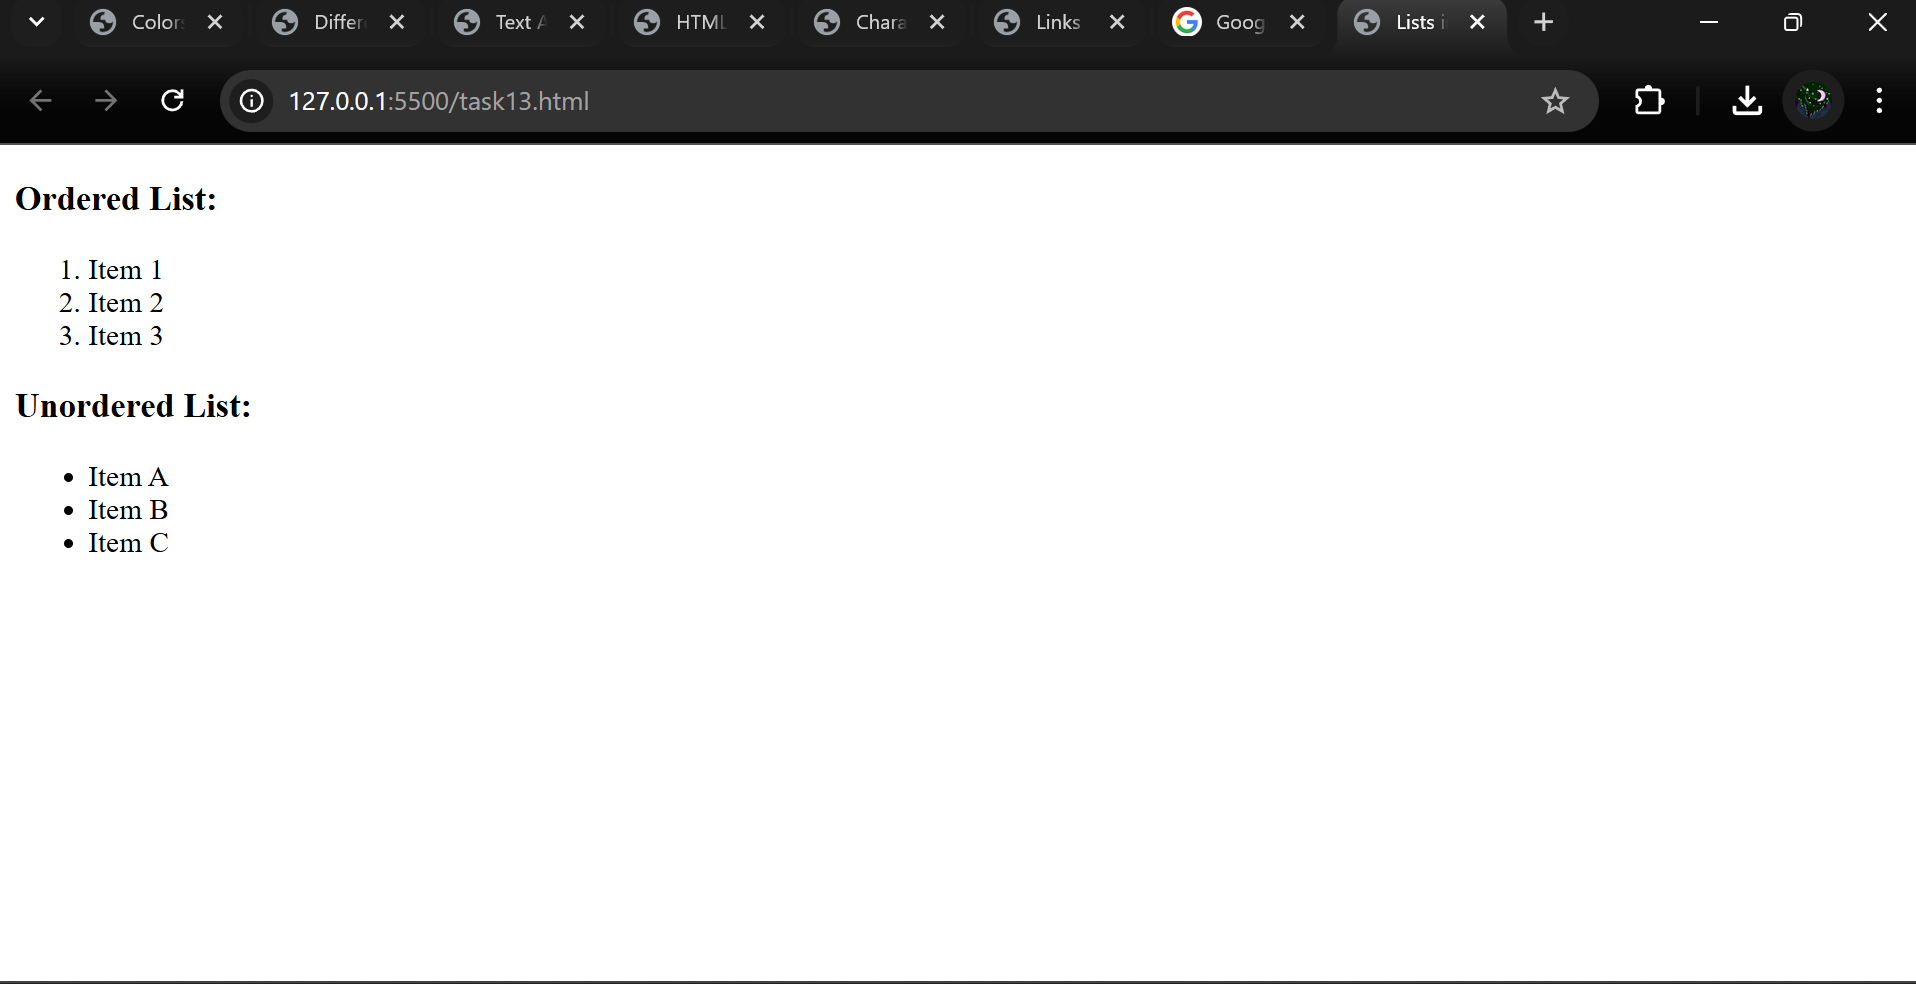 Color
Differ
Text A
HTML
Chara
Links
Goog
Lists i
127.0.0.1:5500/task13.html
Ordered List:
1. Item 1
2. Item 2
3. Item 3
Unordered List:
• Item A
• Item B
• Item C